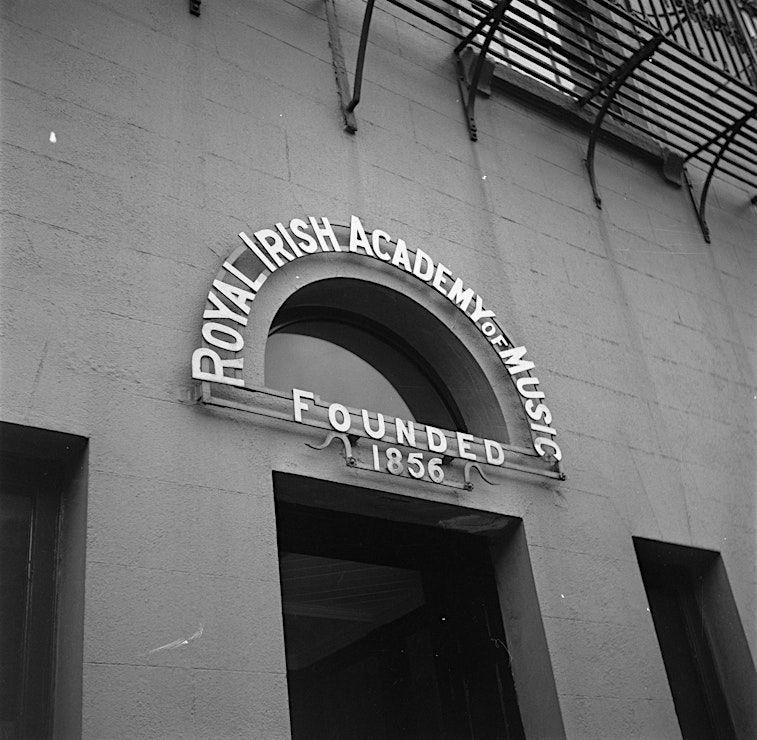 ROYAL IRISH ACADEMY OF MUSIC
FOUNDED
1856